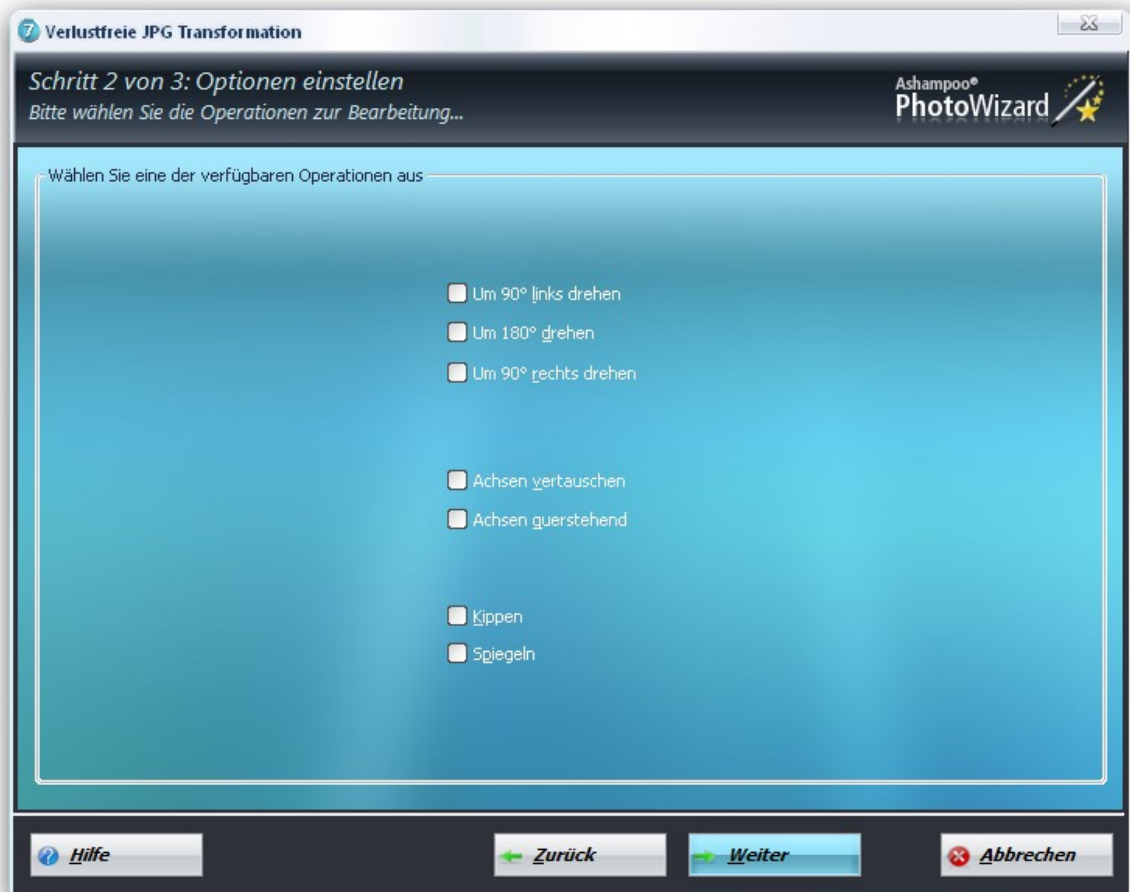 7 Verlustfreie JPG Transformation
Schritt 2 von 3: Optionen einstellen
Bitte wählen Sie die Operationen zur Bearbeitung...
Ashampoo®
PhotoWizard
Wählen Sie eine der verfügbaren Operationen aus
Um 90° links drehen
Um 180° drehen
Um 90° rechts drehen
Achsen vertauschen
Achsen querstehend
Kippen
Spiegeln
? Hilfe
Zurück
Weiter
Abbrechen